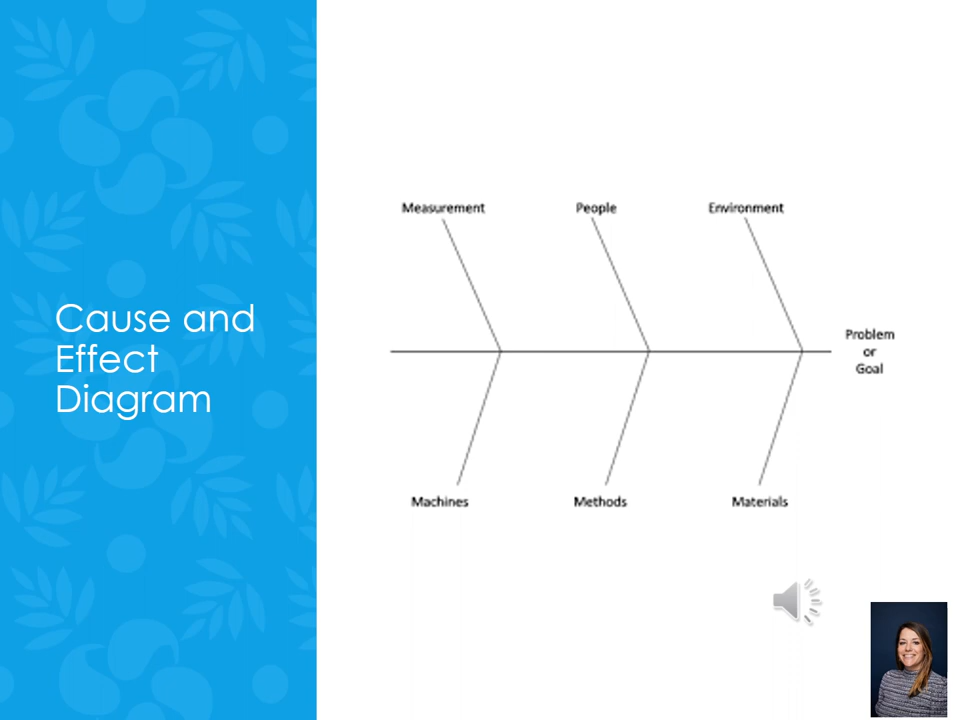 Cause and
Effect
Diagram
Measurement
People
Environment
Problem
or
Goal
Machines
Methods
Materials